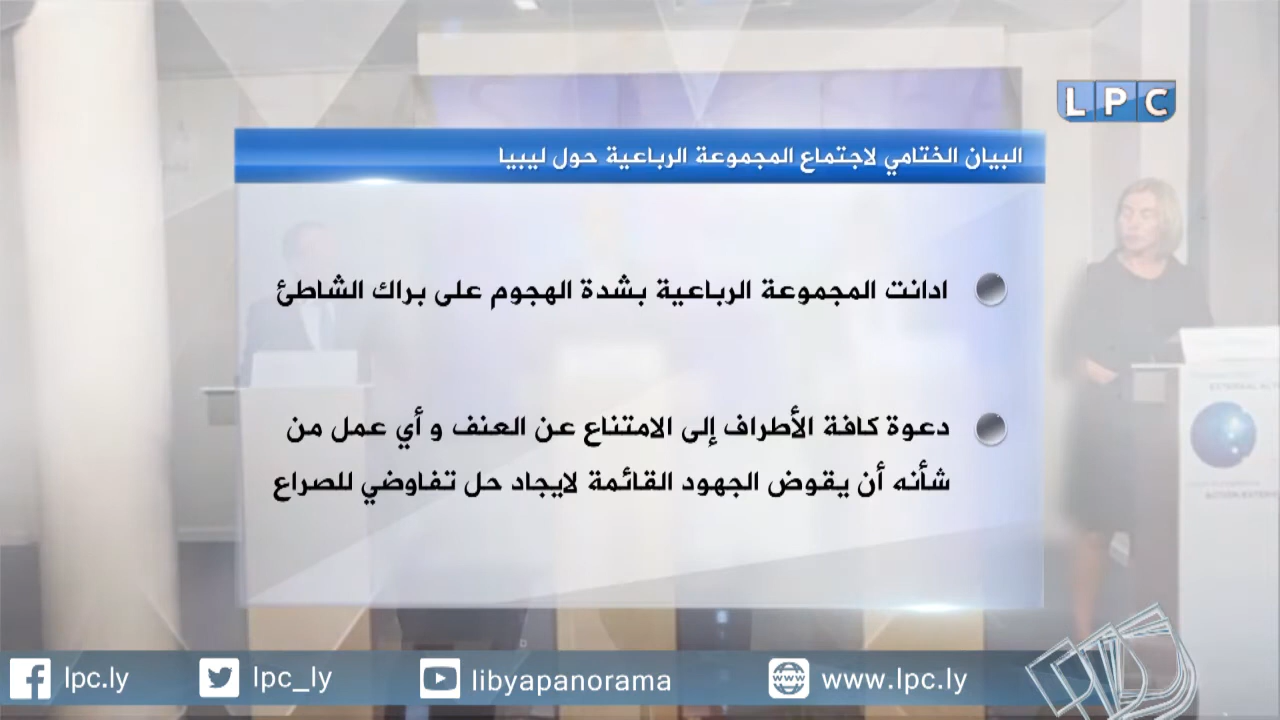 LPC
البيان الختامي لاجتماع المجموعة الرباعية حول ليبيا
ادانت المجموعة الرباعية بشدة الهجوم على براك الشاطئ
دعوة كافة الأطراف إلى الامتناع عن العنف و أي عمل من
شأنه أن يقوض الجهود القائمة لايجاد حل تفاوضي للصراع
lpc.ly
lpc_ly
libyapanorama
www
www.lpc.ly